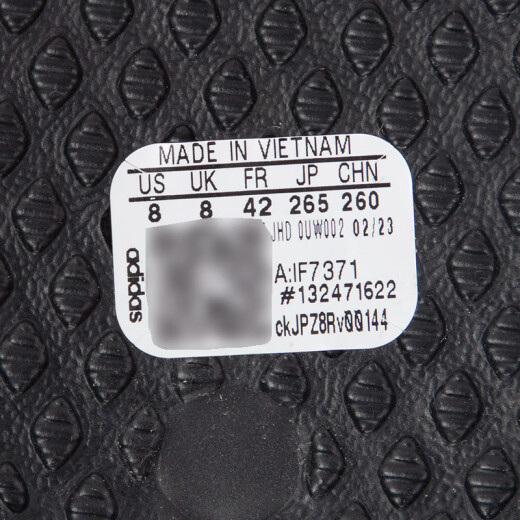 MADE IN VIETNAM
US UK FR JP CHN
8 8 42 265 260
JHD 0UW002 02/23
adidas
A:IF7371
#132471622
ckJPZ8Rv00144